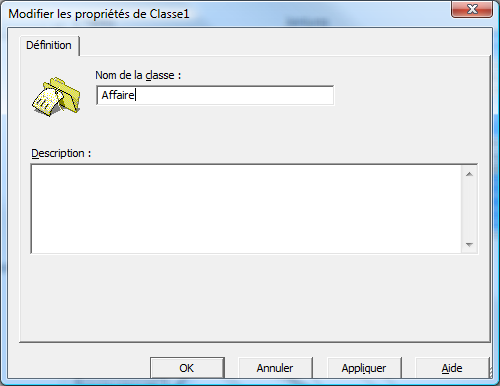 Modifier les propriétés de Classe1
Définition
Nom de la classe :
Affaire
Description :
OK Annuler Appliquer Aide